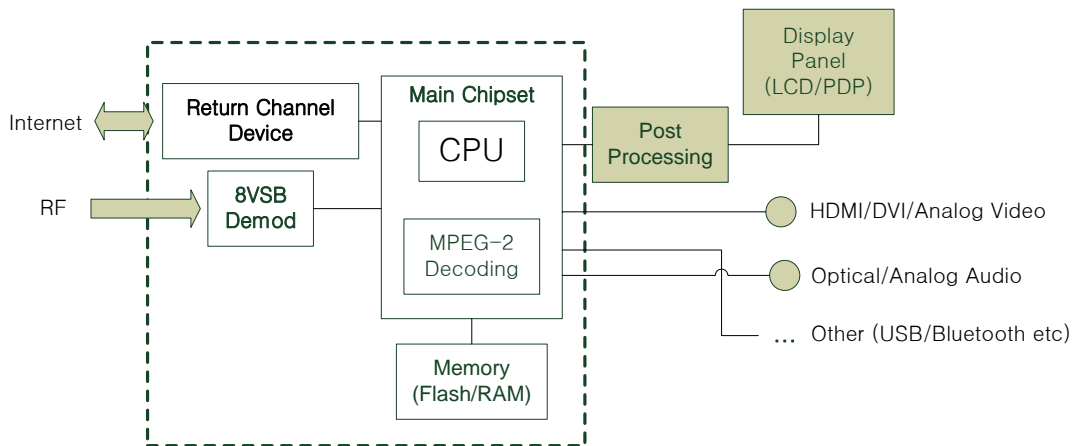 Display
Panel
(LCD/PDP)
Main Chipset
Return Channel
Device
Internet
CPU
Post
Processing
8VSB
Demod
RF
HDMI/DVI/Analog Video
MPEG-2
Decoding
Optical/Analog Audio
... Other (USB/Bluetooth etc)
Memory
(Flash/RAM)